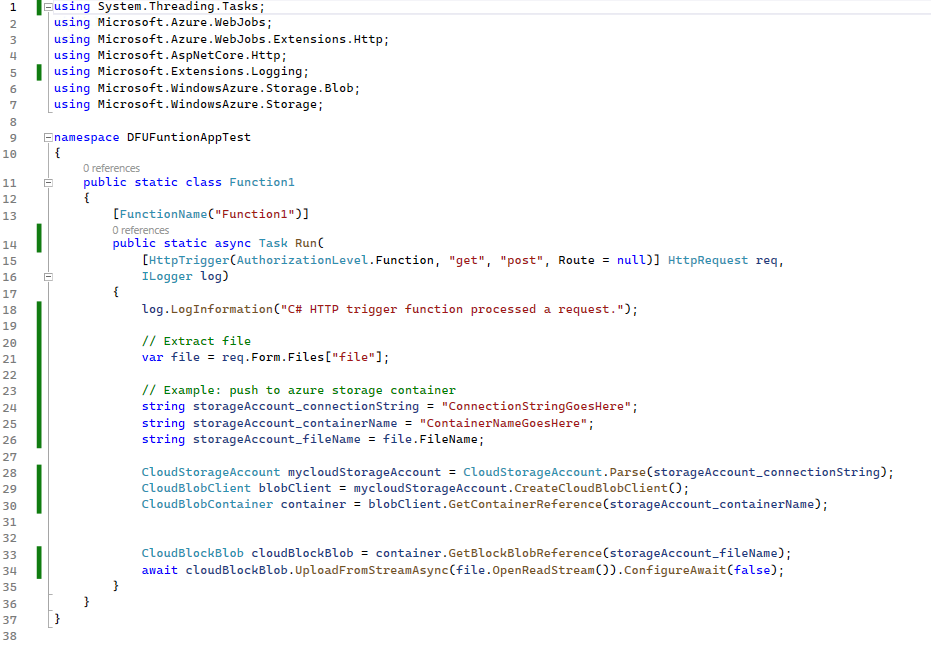 1 using System.Threading.Tasks;
2 using Microsoft.Azure.WebJobs;
3 using Microsoft.Azure.WebJobs.Extensions.Http;
4 using Microsoft.AspNetCore.Http;
5 using Microsoft.Extensions.Logging;
6 using Microsoft.WindowsAzure.Storage.Blob;
7 using Microsoft.WindowsAzure.Storage;
8
9 namespace DFUFuntionAppTest
10 {
0 references
11 public static class Function1
12 {
13 [FunctionName("Function1")]
0 references
14 public static async Task Run(
15 [HttpTrigger(AuthorizationLevel.Function, "get", "post", Route = null)] HttpRequest req,
16 ILogger log)
17 {
18 log.LogInformation("C# HTTP trigger function processed a request.");
19
20 // Extract file
21 var file = req.Form.Files["file"];
22
23 // Example: push to azure storage container
24 string storageAccount_connectionString = "ConnectionStringGoesHere";
25 string storageAccount_containerName = "ContainerNameGoesHere";
26 string storageAccount_fileName = file.FileName;
27
28 CloudStorageAccount mycloudStorageAccount = CloudStorageAccount.Parse(storageAccount_connectionString);
29 CloudBlobClient blobClient = mycloudStorageAccount.CreateCloudBlobClient();
30 CloudBlobContainer container = blobClient.GetContainerReference(storageAccount_containerName);
31
32
33 CloudBlockBlob cloudBlockBlob = container.GetBlockBlobReference(storageAccount_fileName);
34 await cloudBlockBlob.UploadFromStreamAsync(file.OpenReadStream()).ConfigureAwait(false);
35 }
36 }
37 }
38